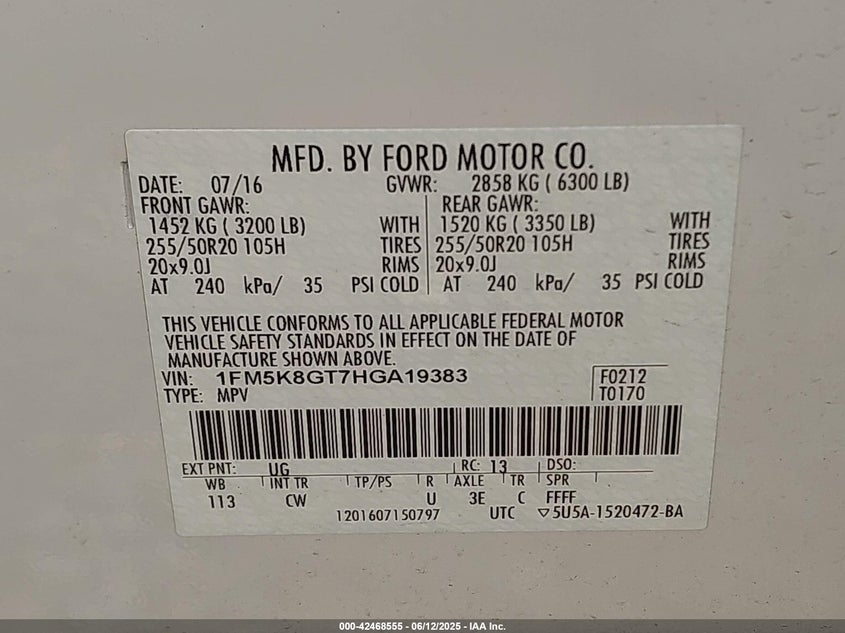 MFD. BY FORD MOTOR CO.
DATE: 07/16 GVWR: 2858 KG ( 6300 LB)
FRONT GAWR: REAR GAWR:
1452 KG ( 3200 LB) WITH 1520 KG ( 3350 LB) WITH
255/50R20 105H TIRES 255/50R20 105H TIRES
20x9.0J RIMS 20x9.0J RIMS
AT 240 kPa/ 35 PSI COLD AT 240 kPa/ 35 PSI COLD
THIS VEHICLE CONFORMS TO ALL APPLICABLE FEDERAL MOTOR
VEHICLE SAFETY STANDARDS IN EFFECT ON THE DATE OF
MANUFACTURE SHOWN ABOVE.
VIN: 1FM5K8GT7HGA19383 F0212
TYPE: MPV T0170
EXT PNT: UG RC: 13 DSO:
WB INT TR TP/PS R AXLE TR SPR
113 CW U 3E C FFFF
1201607150797 UTC ▽5U5A-1520472-BA
000-42468555 - 06/12/2025 - IAA Inc.